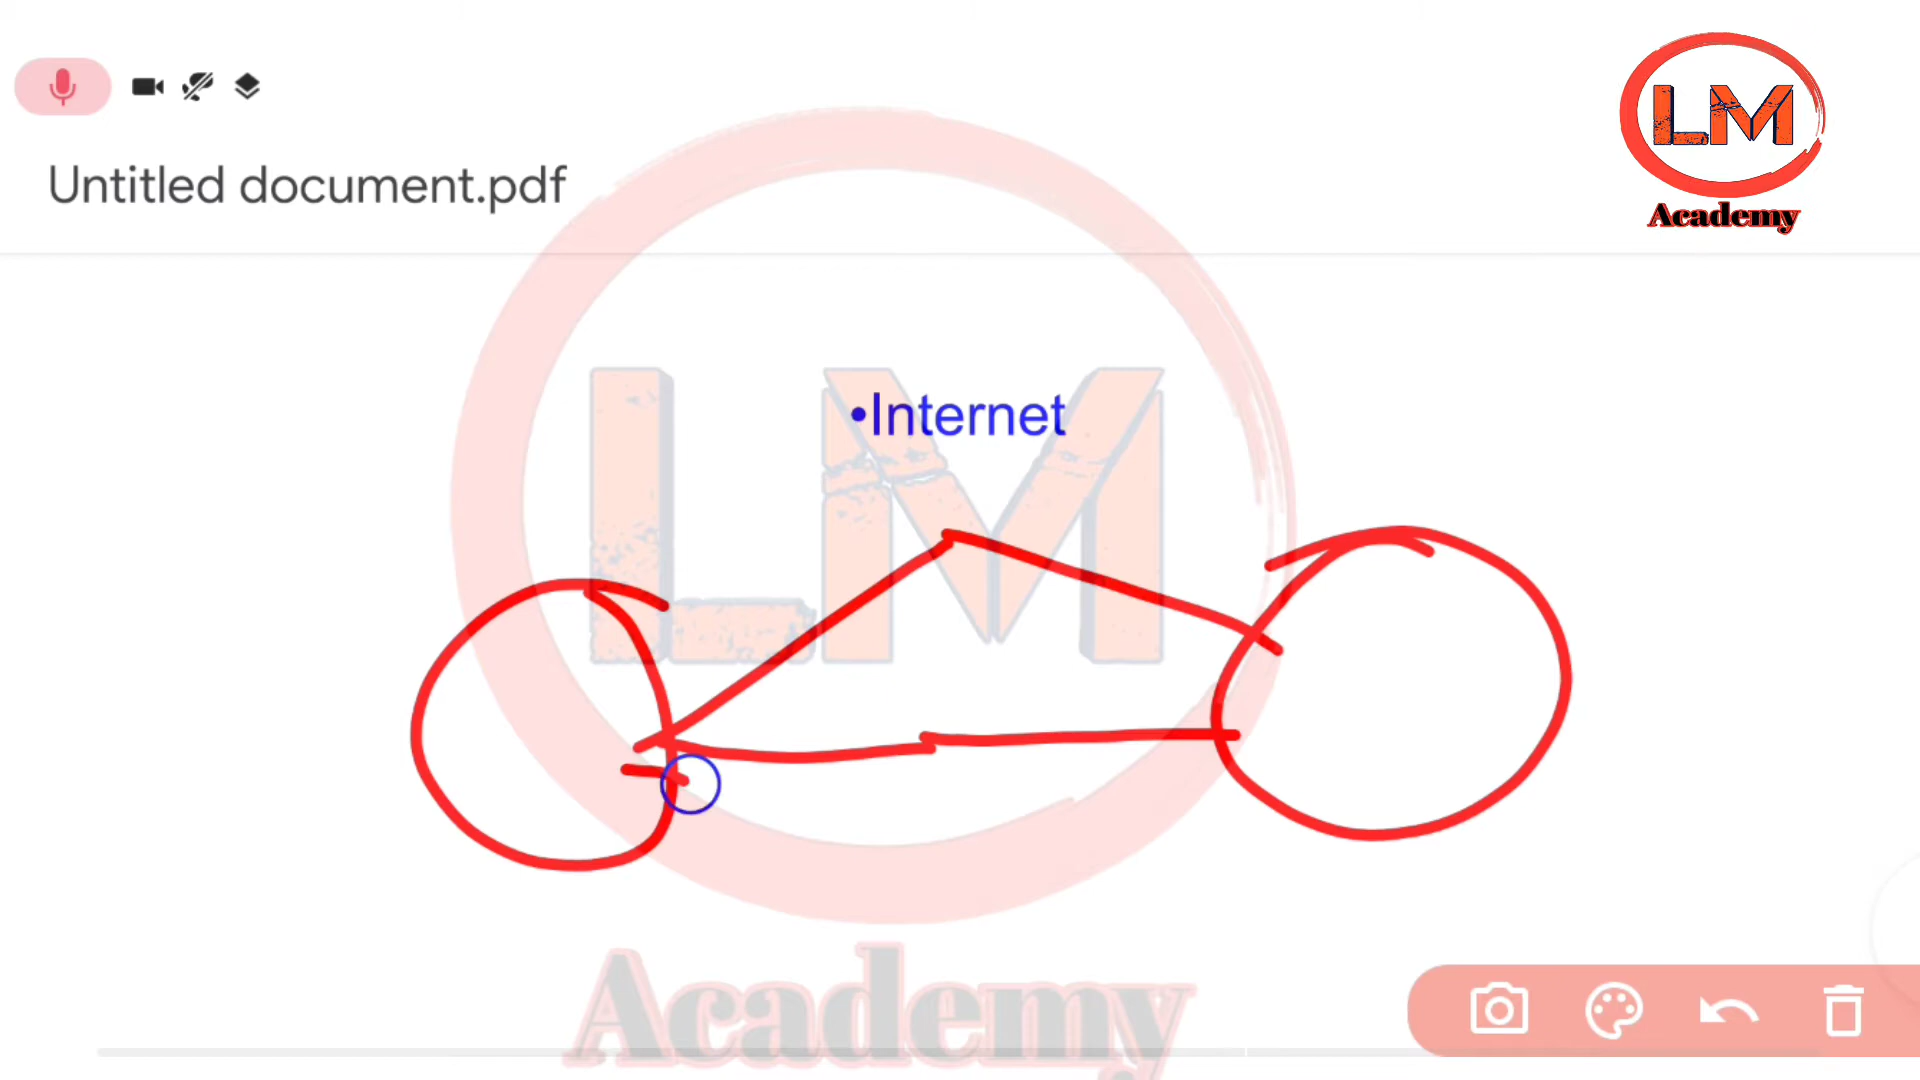 LM
Academy
Untitled document.pdf
•Internet
LM
Academy